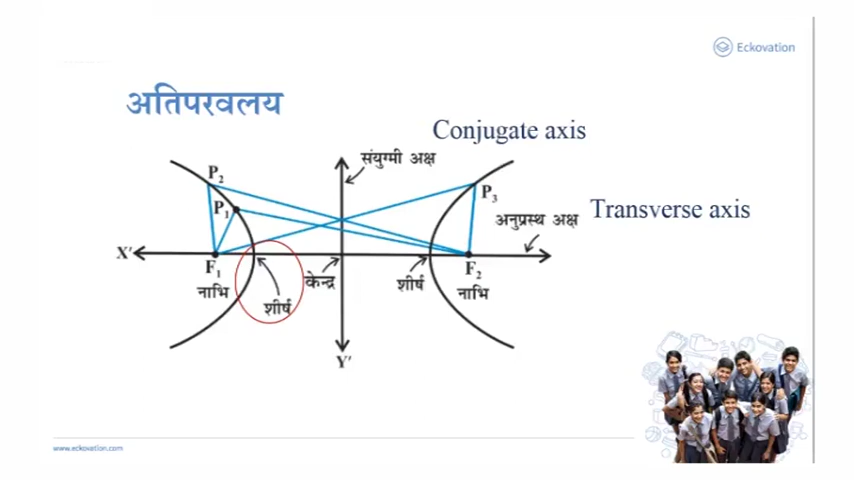 Eckovation
अतिपरवलय
Conjugate axis
संयुग्मी अक्ष
P2
P1
P3
Transverse axis
अनुप्रस्थ अक्ष
X′
F1
केन्द्र
F2
नाभि
शीर्ष
शीर्ष
नाभि
Y′
www.eckovation.com